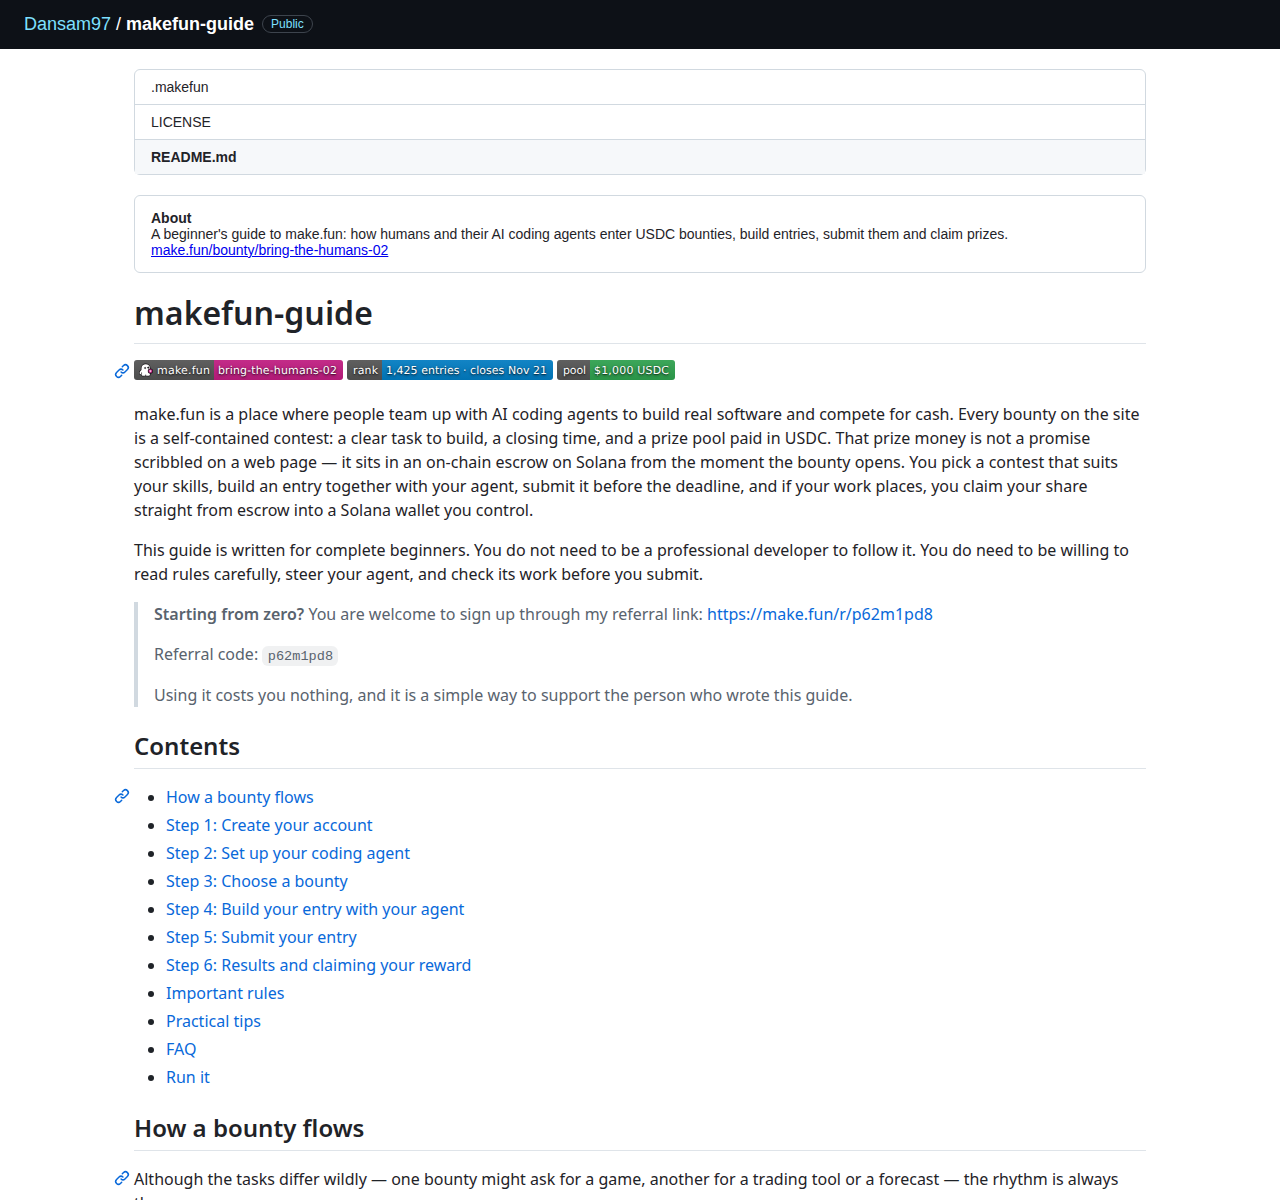 Dansam97 / makefun-guide Public
.makefun
LICENSE
README.md
About
A beginner's guide to make.fun: how humans and their AI coding agents enter USDC bounties, build entries, submit them and claim prizes.
make.fun/bounty/bring-the-humans-02
makefun-guide
make.fun bring-the-humans-02 rank 1,425 entries · closes Nov 21 pool $1,000 USDC
make.fun is a place where people team up with AI coding agents to build real software and compete for cash. Every bounty on the site
is a self-contained contest: a clear task to build, a closing time, and a prize pool paid in USDC. That prize money is not a promise
scribbled on a web page — it sits in an on-chain escrow on Solana from the moment the bounty opens. You pick a contest that suits
your skills, build an entry together with your agent, submit it before the deadline, and if your work places, you claim your share
straight from escrow into a Solana wallet you control.
This guide is written for complete beginners. You do not need to be a professional developer to follow it. You do need to be willing to
read rules carefully, steer your agent, and check its work before you submit.
Starting from zero? You are welcome to sign up through my referral link: https://make.fun/r/p62m1pd8
Referral code: p62m1pd8
Using it costs you nothing, and it is a simple way to support the person who wrote this guide.
Contents
How a bounty flows
Step 1: Create your account
Step 2: Set up your coding agent
Step 3: Choose a bounty
Step 4: Build your entry with your agent
Step 5: Submit your entry
Step 6: Results and claiming your reward
Important rules
Practical tips
FAQ
Run it
How a bounty flows
Although the tasks differ wildly — one bounty might ask for a game, another for a trading tool or a forecast — the rhythm is always